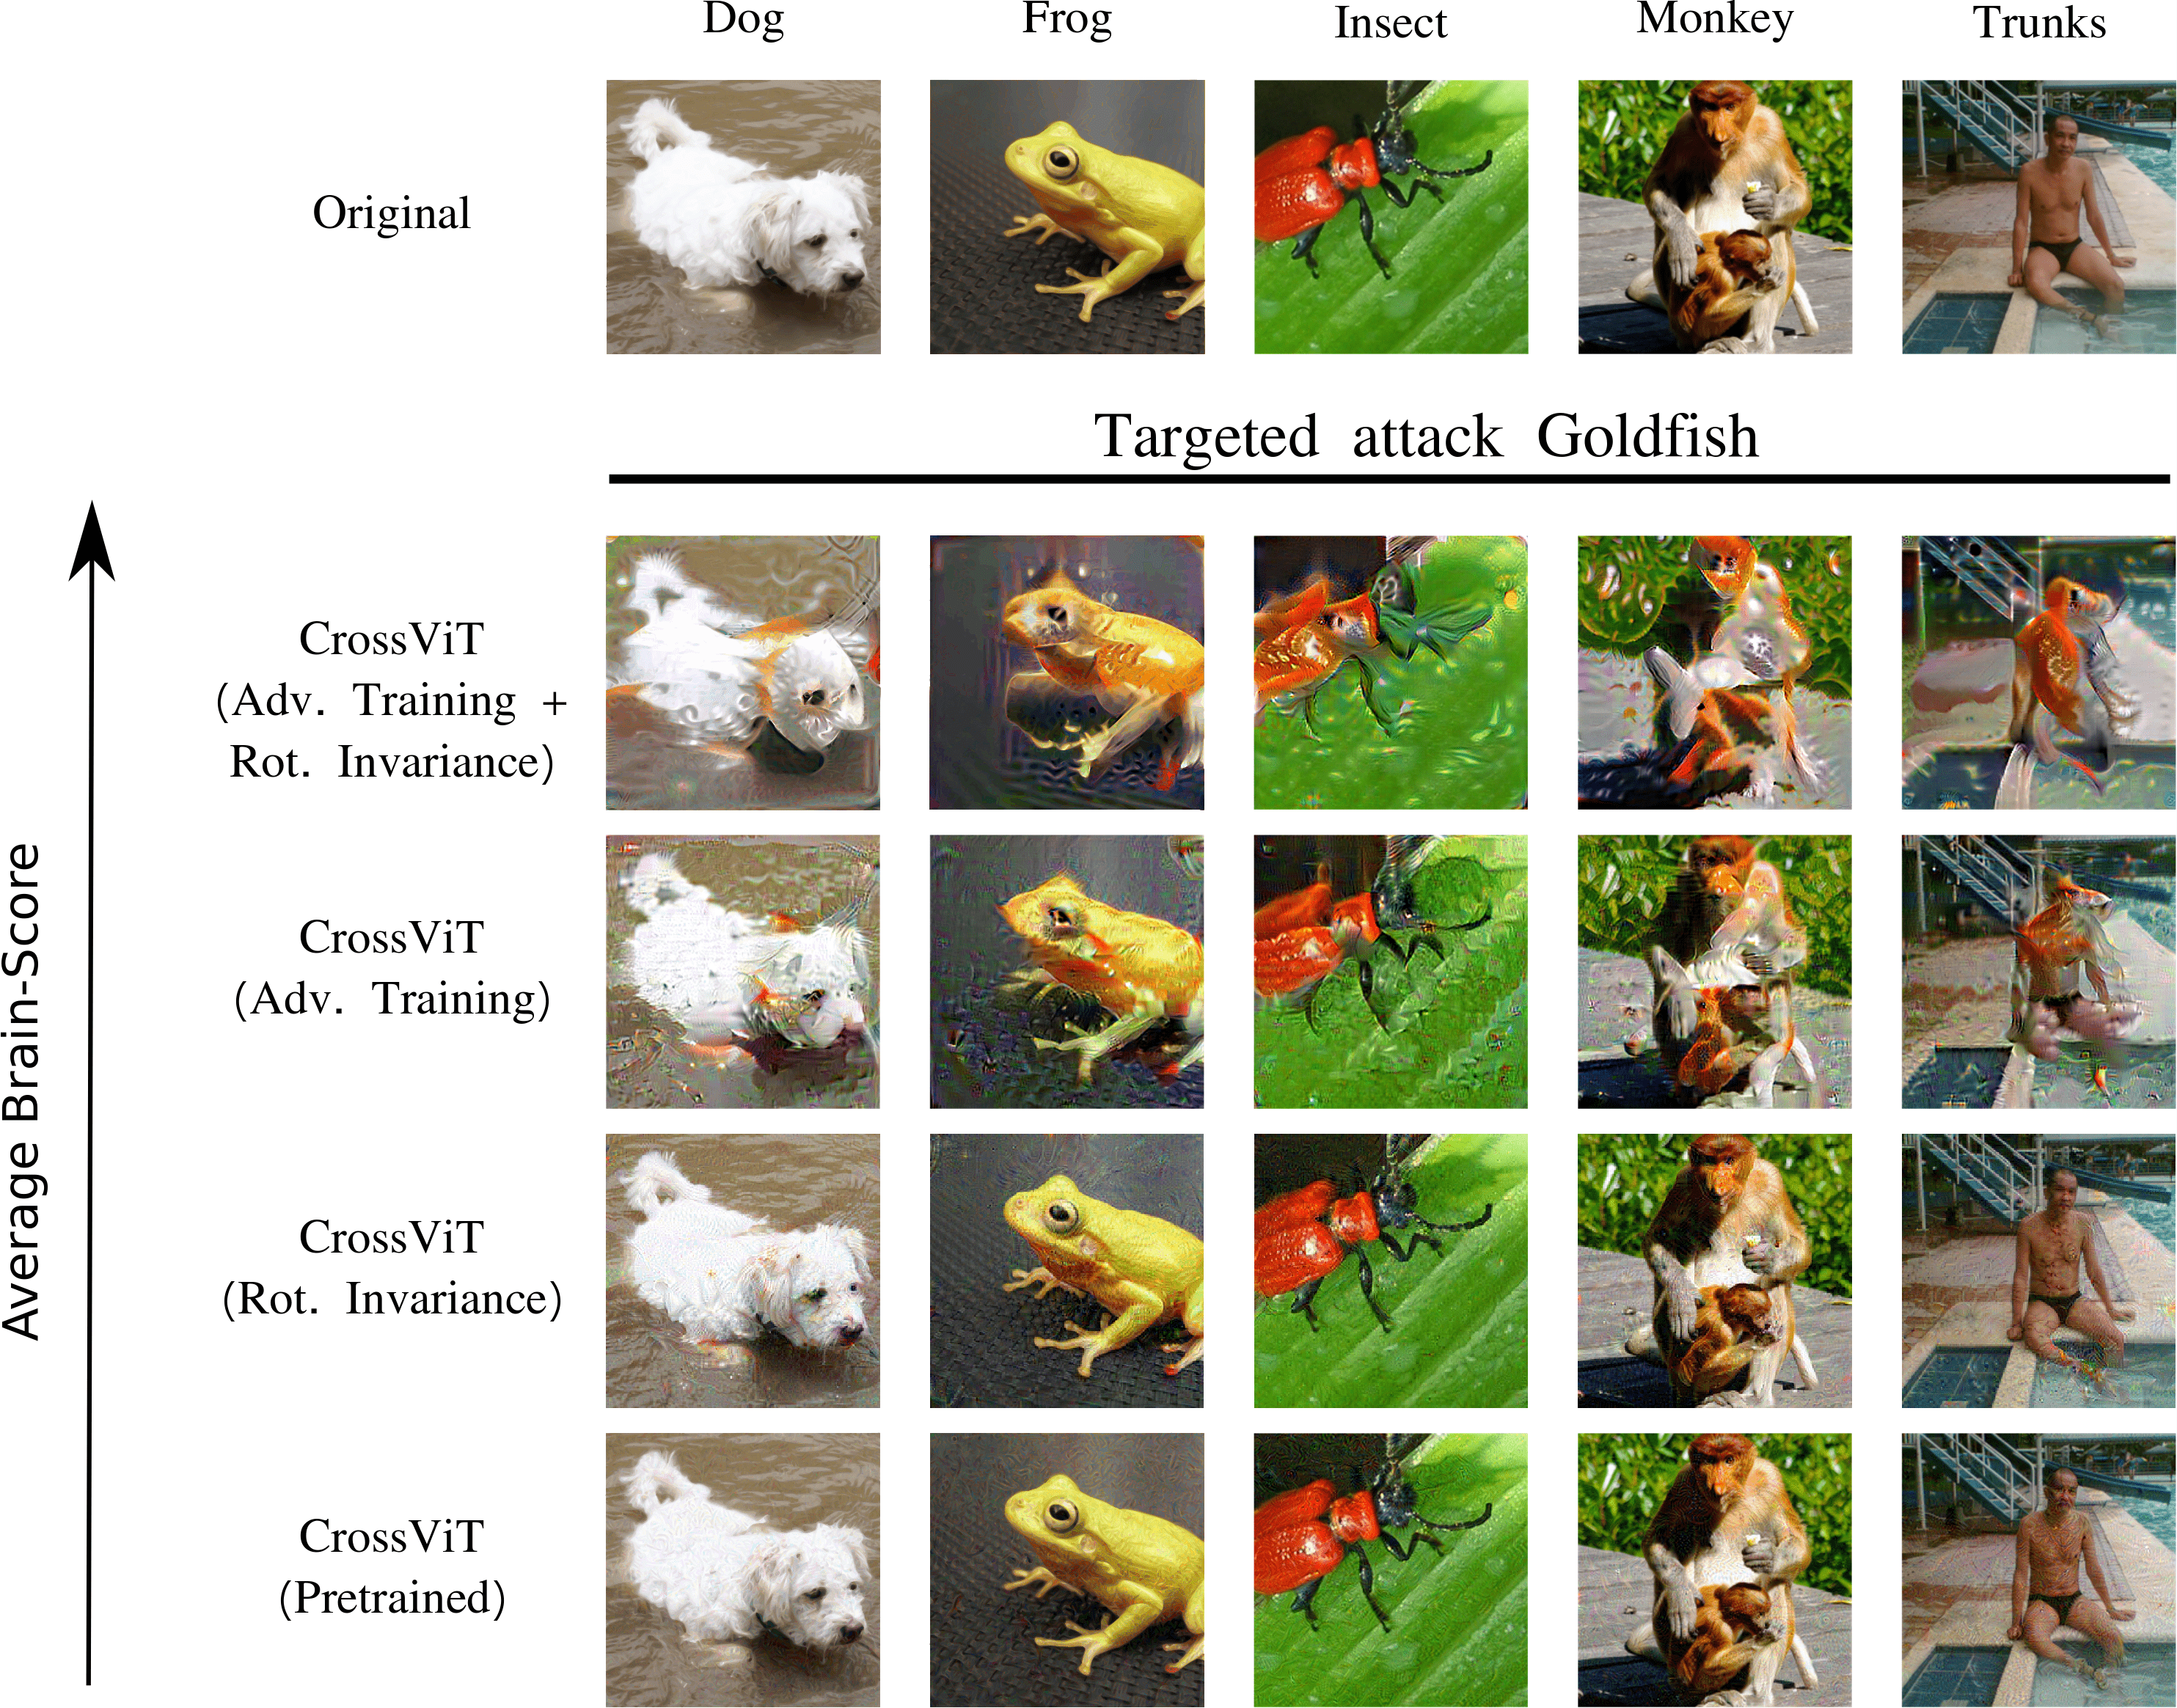 Dog
Frog
Insect
Monkey
Trunks
Original
Targeted attack Goldfish
Average Brain-Score
CrossViT
(Adv. Training +
Rot. Invariance)
CrossViT
(Adv. Training)
CrossViT
(Rot. Invariance)
CrossViT
(Pretrained)